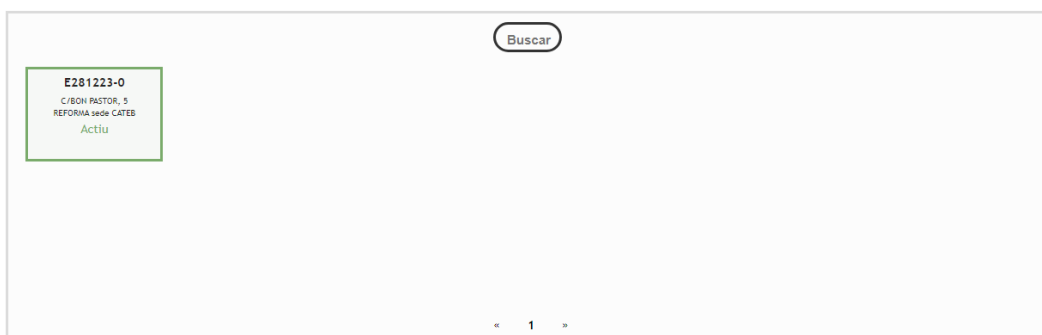 Buscar
E281223-0
C/BON PASTOR, 5
REFORMA sede CATEB
Actiu
« 1 »